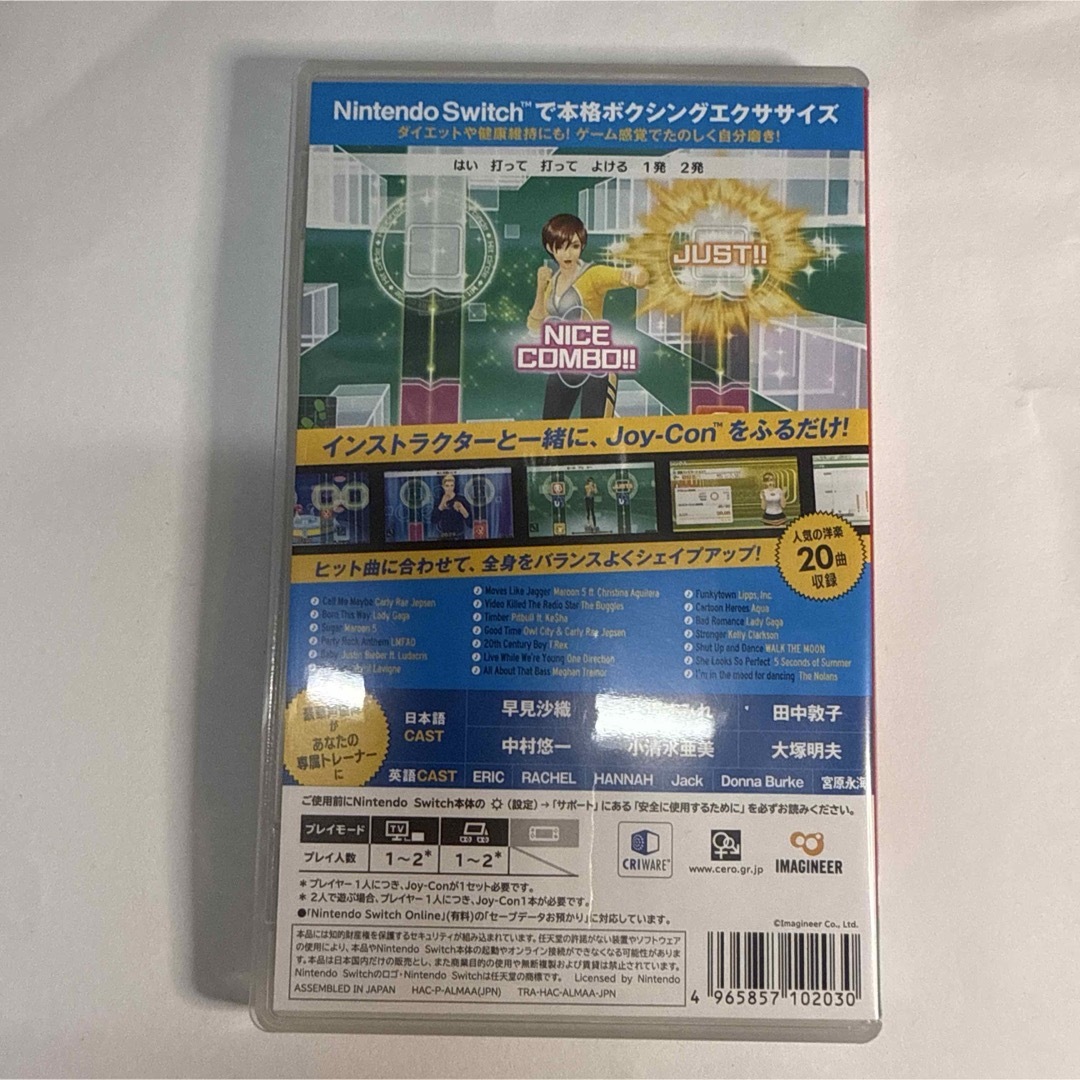 Nintendo Switch™で本格ボクシングエクササイズ
ダイエットや健康維持にも! ゲーム感覚でたのしく自分磨き!
はい 打って 打って よける 1発 2発
JUST!!
NICE
COMBO!!
インストラクターと一緒に、Joy-Con™をふるだけ!
人気の洋楽
20曲
収録
ヒット曲に合わせて、全身をバランスよくシェイプアップ!
Call Me Maybe Carly Rae Jepsen
Born This Way Lady Gaga
Sugar Maroon 5
Party Rock Anthem LMFAO
Baby Justin Bieber ft. Ludacris
Lavigne
Moves Like Jagger Maroon 5 ft. Christina Aguilera
Video Killed The Radio Star The Buggles
Timber Pitbull ft. Ke$ha
Good Time Owl City & Carly Rae Jepsen
20th Century Boy T.Rex
Live While We're Young One Direction
All About That Bass Meghan Trainor
Funkytown Lipps, Inc.
Cartoon Heroes Aqua
Bad Romance Lady Gaga
Stronger Kelly Clarkson
Shut Up and Dance WALK THE MOON
She Looks So Perfect 5 Seconds of Summer
I'm in the mood for dancing The Nolans
が
あなたの
専属トレーナーに
日本語
CAST
早見沙織
田中敦子
中村悠一
小清水亜美
大塚明夫
英語CAST ERIC RACHEL HANNAH Jack Donna Burke 宮原永海
ご使用前にNintendo Switch本体の (設定)→「サポート」にある「安全に使用するために」を必ずお読みください。
プレイモード
TV
プレイ人数
1～2*
1～2*
CRIWARE™
www.cero.gr.jp
IMAGINEER
*プレイヤー1人につき、Joy-Conが1セット必要です。
*2人で遊ぶ場合、プレイヤー1人につき、Joy-Con1本が必要です。
●「Nintendo Switch Online」(有料)の「セーブデータお預かり」に対応しています。
©Imagineer Co., Ltd.
本品には知的財産権を保護するセキュリティが組み込まれています。任天堂の許諾がない装置やソフトウェア
の使用により、本品やNintendo Switch本体の起動やオンライン接続ができなくなる可能性がありま
す。本品は日本国内だけの販売とし、また商業目的の使用や無断複製および賃貸は禁止されています。
Nintendo Switchのロゴ・Nintendo Switchは任天堂の商標です。 Licensed by Nintendo
ASSEMBLED IN JAPAN HAC-P-ALMAA(JPN) TRA-HAC-ALMAA-JPN
4 965857 102030